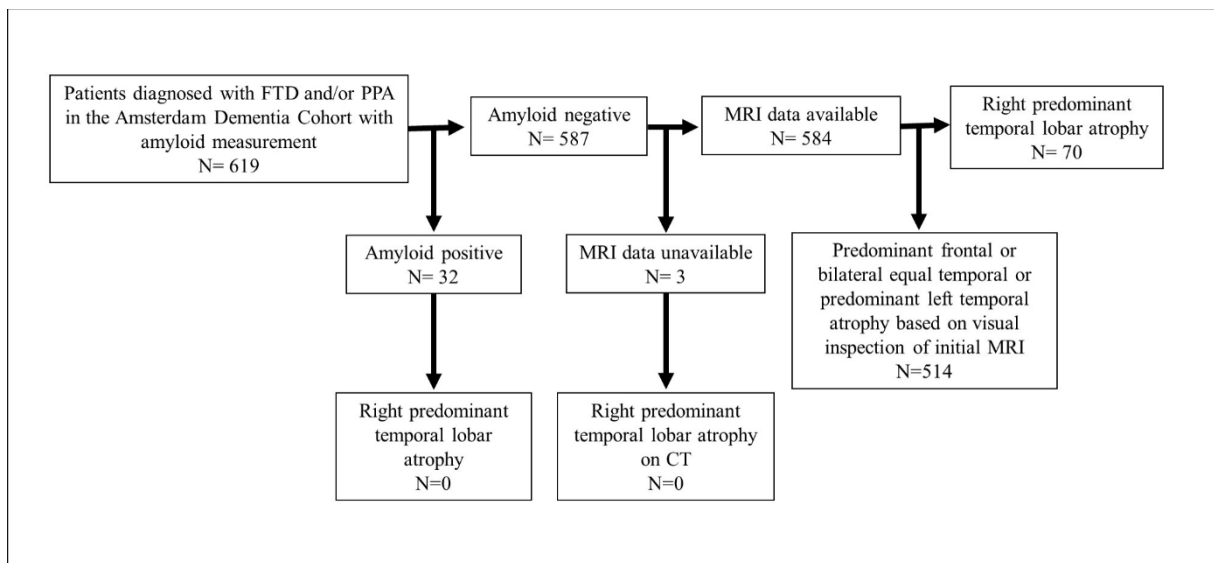 Patients diagnosed with FTD and/or PPA
in the Amsterdam Dementia Cohort with
amyloid measurement
N= 619
Amyloid negative
N= 587
MRI data available
N= 584
Right predominant
temporal lobar atrophy
N= 70
Amyloid positive
N= 32
MRI data unavailable
N= 3
Predominant frontal or
bilateral equal temporal or
predominant left temporal
atrophy based on visual
inspection of initial MRI
N=514
Right predominant
temporal lobar
atrophy
N=0
Right predominant
temporal lobar atrophy
on CT
N=0